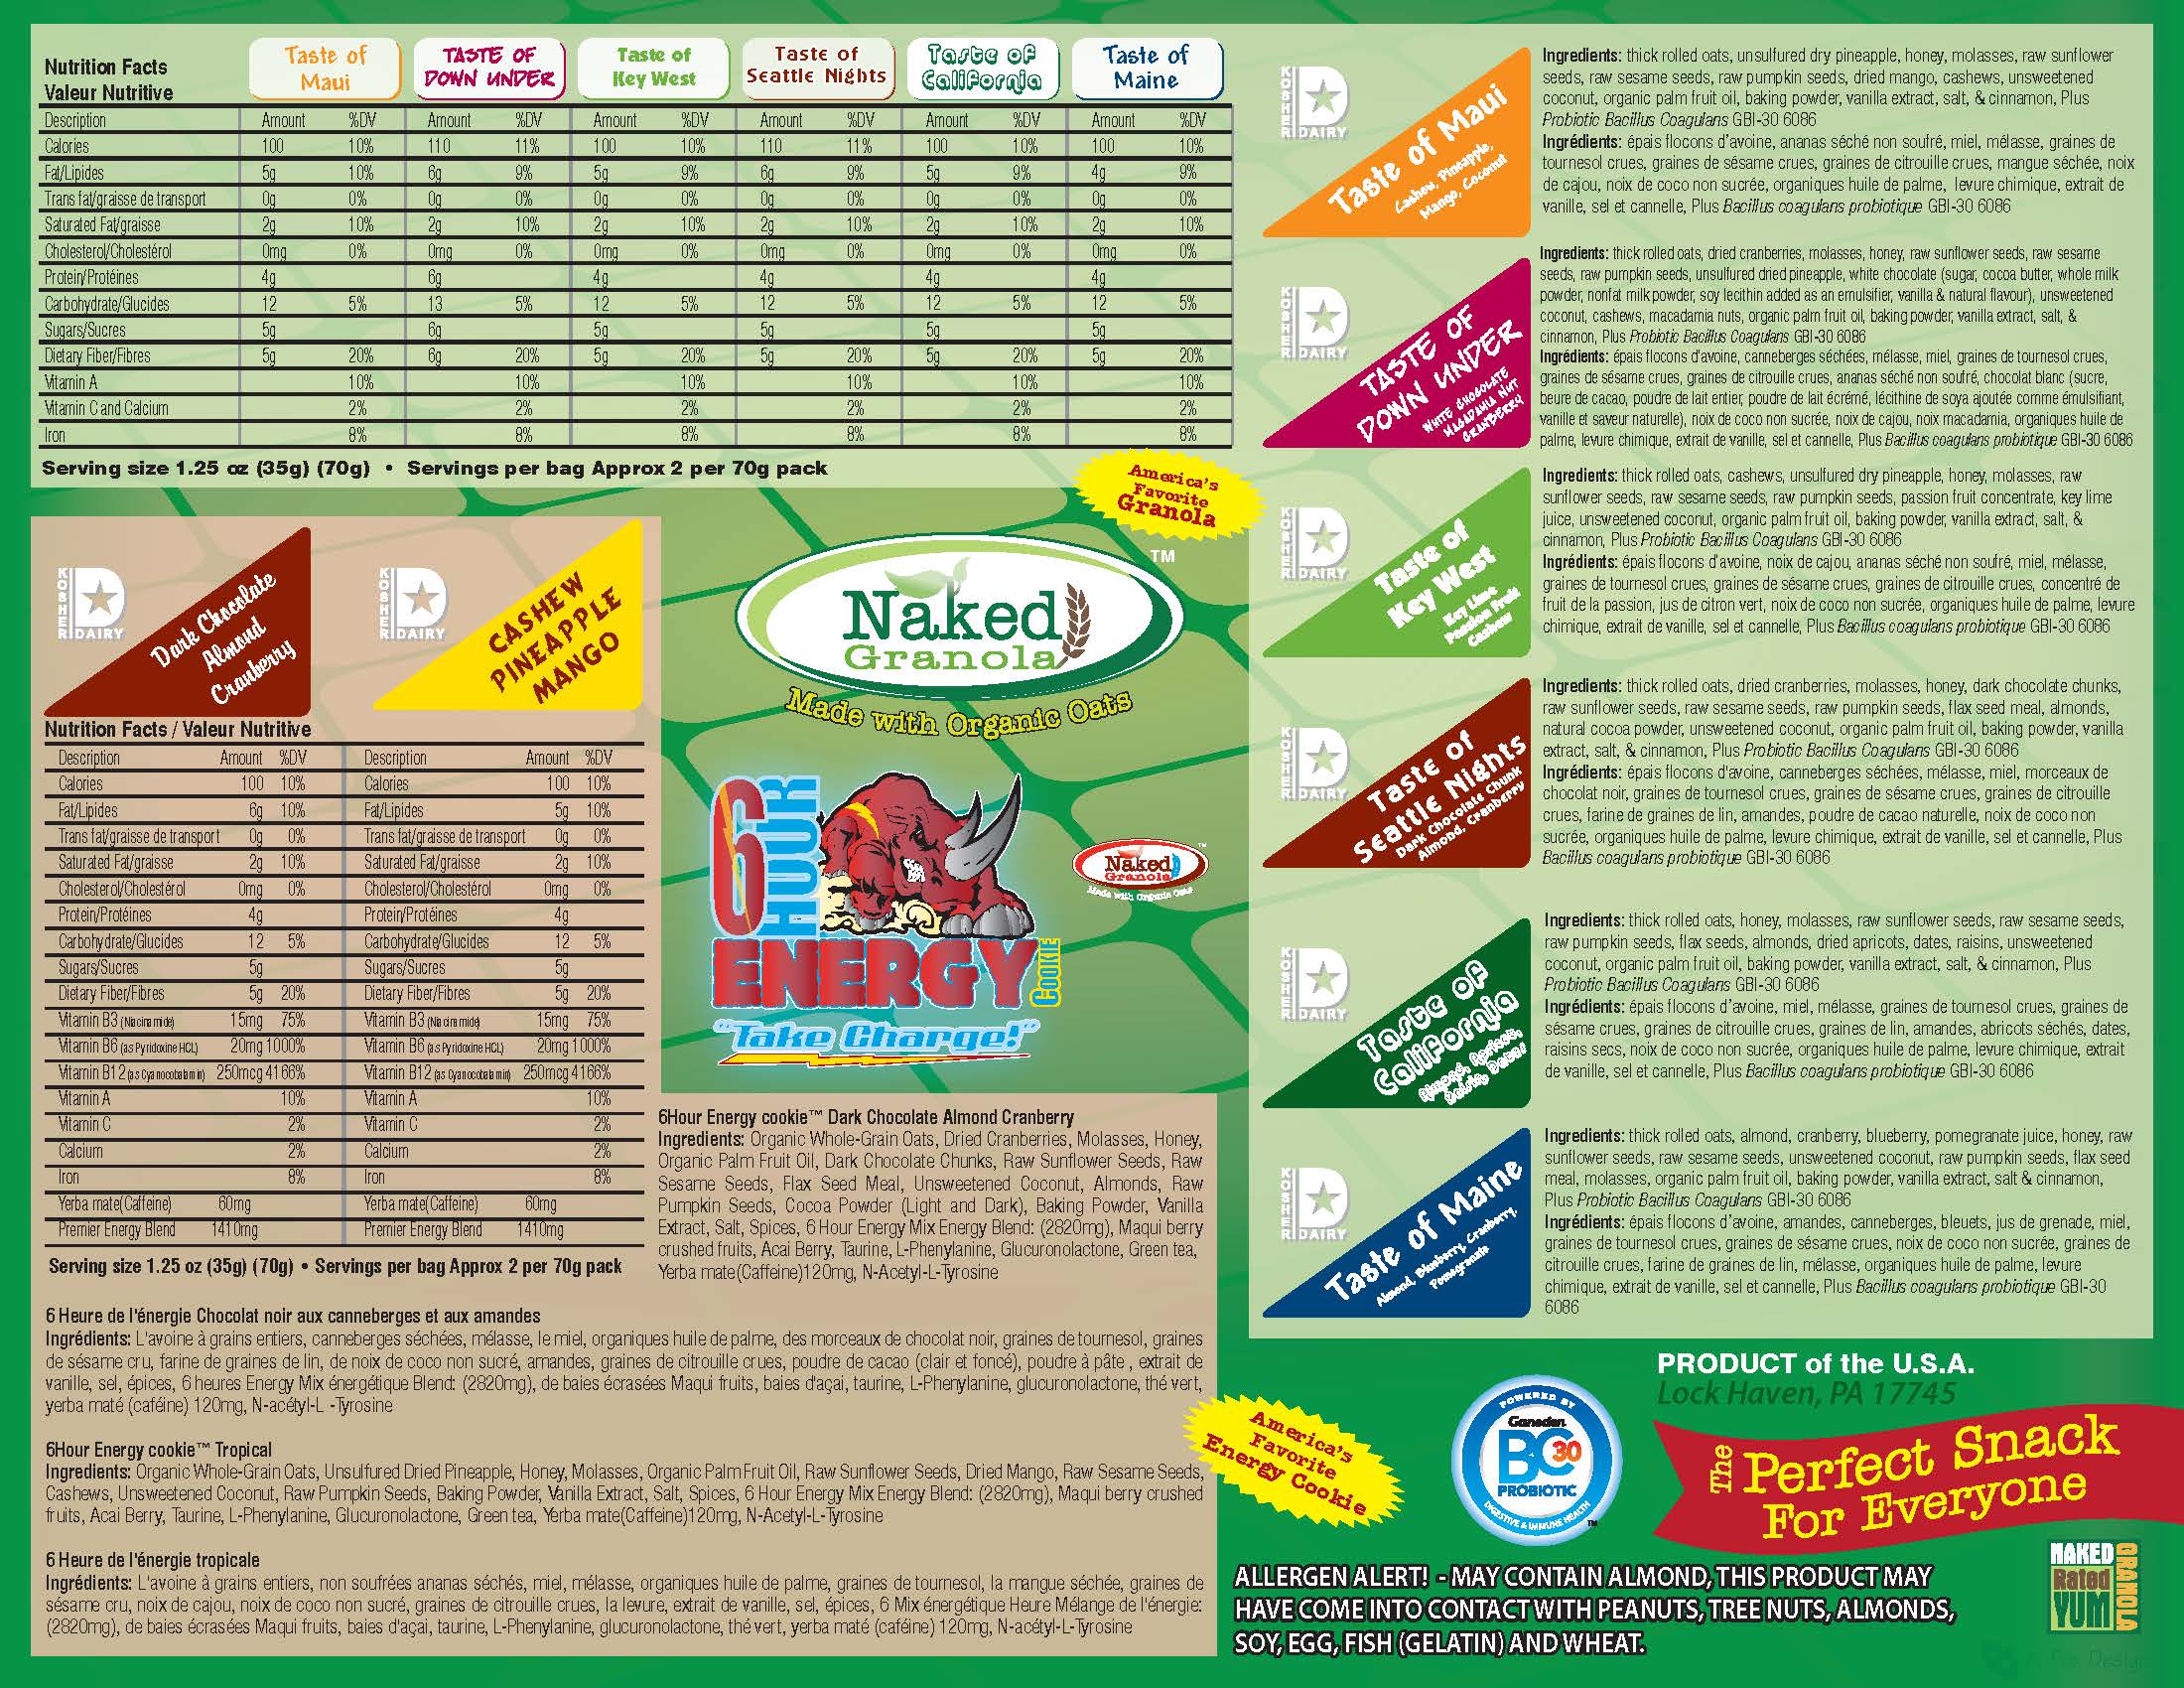 Nutrition Facts
Valeur Nutritive
Taste of
Maui
TASTE OF
DOWN UNDER
Taste of
Key West
Taste of
Seattle Nights
Taste of
California
Taste of
Maine
Description Amount %DV Amount %DV Amount %DV Amount %DV Amount %DV Amount %DV
Calories 100 10% 110 11% 100 10% 110 11% 100 10% 100 10%
Fat/Lipides 5g 10% 6g 9% 5g 9% 6g 9% 5g 9% 4g 9%
Trans fat/graisse de transport 0g 0% 0g 0% 0g 0% 0g 0% 0g 0% 0g 0%
Saturated Fat/graisse 2g 10% 2g 10% 2g 10% 2g 10% 2g 10% 2g 10%
Cholesterol/Cholestérol 0mg 0% 0mg 0% 0mg 0% 0mg 0% 0mg 0% 0mg 0%
Protein/Protéines 4g 6g 4g 4g 4g 4g
Carbohydrate/Glucides 12 5% 13 5% 12 5% 12 5% 12 5% 12 5%
Sugars/Sucres 5g 6g 5g 5g 5g 5g
Dietary Fiber/Fibres 5g 20% 6g 20% 5g 20% 5g 20% 5g 20% 5g 20%
Vitamin A 10% 10% 10% 10% 10% 10%
Vitamin C and Calcium 2% 2% 2% 2% 2% 2%
Iron 8% 8% 8% 8% 8% 8%
Serving size 1.25 oz (35g) (70g) • Servings per bag Approx 2 per 70g pack
America's
Favorite
Granola
KOSHER DAIRY
Dark Chocolate
Almond
Cranberry
KOSHER DAIRY
CASHEW
PINEAPPLE
MANGO
Nutrition Facts / Valeur Nutritive
Description Amount %DV Description Amount %DV
Calories 100 10% Calories 100 10%
Fat/Lipides 6g 10% Fat/Lipides 5g 10%
Trans fat/graisse de transport 0g 0% Trans fat/graisse de transport 0g 0%
Saturated Fat/graisse 2g 10% Saturated Fat/graisse 2g 10%
Cholesterol/Cholestérol 0mg 0% Cholesterol/Cholestérol 0mg 0%
Protein/Protéines 4g Protein/Protéines 4g
Carbohydrate/Glucides 12 5% Carbohydrate/Glucides 12 5%
Sugars/Sucres 5g Sugars/Sucres 5g
Dietary Fiber/Fibres 5g 20% Dietary Fiber/Fibres 5g 20%
Vitamin B3 (Niacinamide) 15mg 75% Vitamin B3 (Niacinamide) 15mg 75%
Vitamin B6 (as Pyridoxine HCL) 20mg 1000% Vitamin B6 (as Pyridoxine HCL) 20mg 1000%
Vitamin B12 (as Cyanocobalamin) 250mcg 4166% Vitamin B12 (as Cyanocobalamin) 250mcg 4166%
Vitamin A 10% Vitamin A 10%
Vitamin C 2% Vitamin C 2%
Calcium 2% Calcium 2%
Iron 8% Iron 8%
Yerba mate(Caffeine) 60mg Yerba mate(Caffeine) 60mg
Premier Energy Blend 1410mg Premier Energy Blend 1410mg
Serving size 1.25 oz (35g) (70g) • Servings per bag Approx 2 per 70g pack
TM
Naked
Granola
Made with Organic Oats
6 HOUR
ENERGY COOKIE
"Take Charge!"
Naked
Granola
Made with Organic Oats
TM
6Hour Energy cookie™ Dark Chocolate Almond Cranberry
Ingredients: Organic Whole-Grain Oats, Dried Cranberries, Molasses, Honey,
Organic Palm Fruit Oil, Dark Chocolate Chunks, Raw Sunflower Seeds, Raw
Sesame Seeds, Flax Seed Meal, Unsweetened Coconut, Almonds, Raw
Pumpkin Seeds, Cocoa Powder (Light and Dark), Baking Powder, Vanilla
Extract, Salt, Spices, 6 Hour Energy Mix Energy Blend: (2820mg), Maqui berry
crushed fruits, Acai Berry, Taurine, L-Phenylanine, Glucuronolactone, Green tea,
Yerba mate(Caffeine)120mg, N-Acetyl-L-Tyrosine
6 Heure de l'énergie Chocolat noir aux canneberges et aux amandes
Ingrédients: L'avoine à grains entiers, canneberges séchées, mélasse, le miel, organiques huile de palme, des morceaux de chocolat noir, graines de tournesol, graines
de sésame cru, farine de graines de lin, de noix de coco non sucré, amandes, graines de citrouille crues, poudre de cacao (clair et foncé), poudre à pâte , extrait de
vanille, sel, épices, 6 heures Energy Mix énergétique Blend: (2820mg), de baies écrasées Maqui fruits, baies d'açai, taurine, L-Phenylanine, glucuronolactone, thé vert,
yerba maté (caféine) 120mg, N-acétyl-L -Tyrosine
6Hour Energy cookie™ Tropical
Ingredients: Organic Whole-Grain Oats, Unsulfured Dried Pineapple, Honey, Molasses, Organic Palm Fruit Oil, Raw Sunflower Seeds, Dried Mango, Raw Sesame Seeds,
Cashews, Unsweetened Coconut, Raw Pumpkin Seeds, Baking Powder, Vanilla Extract, Salt, Spices, 6 Hour Energy Mix Energy Blend: (2820mg), Maqui berry crushed
fruits, Acai Berry, Taurine, L-Phenylanine, Glucuronolactone, Green tea, Yerba mate(Caffeine)120mg, N-Acetyl-L-Tyrosine
6 Heure de l'énergie tropicale
Ingrédients: L'avoine à grains entiers, non soufrées ananas séchés, miel, mélasse, organiques huile de palme, graines de tournesol, la mangue séchée, graines de
sésame cru, noix de cajou, noix de coco non sucré, graines de citrouille crues, la levure, extrait de vanille, sel, épices, 6 Mix énergétique Heure Mélange de l'énergie:
(2820mg), de baies écrasées Maqui fruits, baies d'açai, taurine, L-Phenylanine, glucuronolactone, thé vert, yerba maté (caféine) 120mg, N-acétyl-L-Tyrosine
KOSHER DAIRY
Taste of Maui
Cashew, Pineapple,
Mango, Coconut
Ingredients: thick rolled oats, unsulfured dry pineapple, honey, molasses, raw sunflower
seeds, raw sesame seeds, raw pumpkin seeds, dried mango, cashews, unsweetened
coconut, organic palm fruit oil, baking powder, vanilla extract, salt, & cinnamon, Plus
Probiotic Bacillus Coagulans GBI-30 6086
Ingrédients: épais flocons d'avoine, ananas séché non soufré, miel, mélasse, graines de
tournesol crues, graines de sésame crues, graines de citrouille crues, mangue séchée, noix
de cajou, noix de coco non sucrée, organiques huile de palme, levure chimique, extrait de
vanille, sel et cannelle, Plus Bacillus coagulans probiotique GBI-30 6086
KOSHER DAIRY
TASTE OF
DOWN UNDER
WHITE CHOCOLATE
MACADAMIA NUT
CRANBERRY
Ingredients: thick rolled oats, dried cranberries, molasses, honey, raw sunflower seeds, raw sesame
seeds, raw pumpkin seeds, unsulfured dried pineapple, white chocolate (sugar, cocoa butter, whole milk
powder, nonfat milk powder, soy lecithin added as an emulsifier, vanilla & natural flavour), unsweetened
coconut, cashews, macadamia nuts, organic palm fruit oil, baking powder, vanilla extract, salt, &
cinnamon, Plus Probiotic Bacillus Coagulans GBI-30 6086
Ingrédients: épais flocons d'avoine, canneberges séchées, mélasse, miel, graines de tournesol crues,
graines de sésame crues, graines de citrouille crues, ananas séché non soufré, chocolat blanc (sucre,
beure de cacao, poudre de lait entier, poudre de lait écrémé, lécithine de soya ajoutée comme émulsifiant,
vanille et saveur naturelle), noix de coco non sucrée, noix de cajou, noix macadamia, organiques huile de
palme, levure chimique, extrait de vanille, sel et cannelle, Plus Bacillus coagulans probiotique GBI-30 6086
KOSHER DAIRY
Taste of
Key West
Key Lime
Passion Fruit
Cashew
Ingredients: thick rolled oats, cashews, unsulfured dry pineapple, honey, molasses, raw
sunflower seeds, raw sesame seeds, raw pumpkin seeds, passion fruit concentrate, key lime
juice, unsweetened coconut, organic palm fruit oil, baking powder, vanilla extract, salt, &
cinnamon, Plus Probiotic Bacillus Coagulans GBI-30 6086
Ingrédients: épais flocons d'avoine, noix de cajou, ananas séché non soufré, miel, mélasse,
graines de tournesol crues, graines de sésame crues, graines de citrouille crues, concentré de
fruit de la passion, jus de citron vert, noix de coco non sucrée, organiques huile de palme, levure
chimique, extrait de vanille, sel et cannelle, Plus Bacillus coagulans probiotique GBI-30 6086
KOSHER DAIRY
Taste of
Seattle Nights
Dark Chocolate Chunk
Almond, Cranberry
Ingredients: thick rolled oats, dried cranberries, molasses, honey, dark chocolate chunks,
raw sunflower seeds, raw sesame seeds, raw pumpkin seeds, flax seed meal, almonds,
natural cocoa powder, unsweetened coconut, organic palm fruit oil, baking powder, vanilla
extract, salt, & cinnamon, Plus Probiotic Bacillus Coagulans GBI-30 6086
Ingrédients: épais flocons d'avoine, canneberges séchées, mélasse, miel, morceaux de
chocolat noir, graines de tournesol crues, graines de sésame crues, graines de citrouille
crues, farine de graines de lin, amandes, poudre de cacao naturelle, noix de coco non
sucrée, organiques huile de palme, levure chimique, extrait de vanille, sel et cannelle, Plus
Bacillus coagulans probiotique GBI-30 6086
KOSHER DAIRY
Taste of
California
Almond, Apricot,
Raisin, Dates
Ingredients: thick rolled oats, honey, molasses, raw sunflower seeds, raw sesame seeds,
raw pumpkin seeds, flax seeds, almonds, dried apricots, dates, raisins, unsweetened
coconut, organic palm fruit oil, baking powder, vanilla extract, salt, & cinnamon, Plus
Probiotic Bacillus Coagulans GBI-30 6086
Ingrédients: épais flocons d'avoine, miel, mélasse, graines de tournesol crues, graines de
sésame crues, graines de citrouille crues, graines de lin, amandes, abricots séchés, dates,
raisins secs, noix de coco non sucrée, organiques huile de palme, levure chimique, extrait
de vanille, sel et cannelle, Plus Bacillus coagulans probiotique GBI-30 6086
KOSHER DAIRY
Taste of Maine
Almond, Blueberry, Cranberry,
Pomegranate
Ingredients: thick rolled oats, almond, cranberry, blueberry, pomegranate juice, honey, raw
sunflower seeds, raw sesame seeds, unsweetened coconut, raw pumpkin seeds, flax seed
meal, molasses, organic palm fruit oil, baking powder, vanilla extract, salt & cinnamon,
Plus Probiotic Bacillus Coagulans GBI-30 6086
Ingrédients: épais flocons d'avoine, amandes, canneberges, bleuets, jus de grenade, miel,
graines de tournesol crues, graines de sésame crues, noix de coco non sucrée, graines de
citrouille crues, farine de graines de lin, mélasse, organiques huile de palme, levure
chimique, extrait de vanille, sel et cannelle, Plus Bacillus coagulans probiotique GBI-30
6086
America's
Favorite
Energy Cookie
POWERED BY
Ganeden
BC30
PROBIOTIC
DIGESTIVE & IMMUNE HEALTH
TM
PRODUCT of the U.S.A.
Lock Haven, PA 17745
The Perfect Snack
For Everyone
ALLERGEN ALERT! - MAY CONTAIN ALMOND, THIS PRODUCT MAY
HAVE COME INTO CONTACT WITH PEANUTS, TREE NUTS, ALMONDS,
SOY, EGG, FISH (GELATIN) AND WHEAT.
NAKED
Rated
YUM
GRANOLA